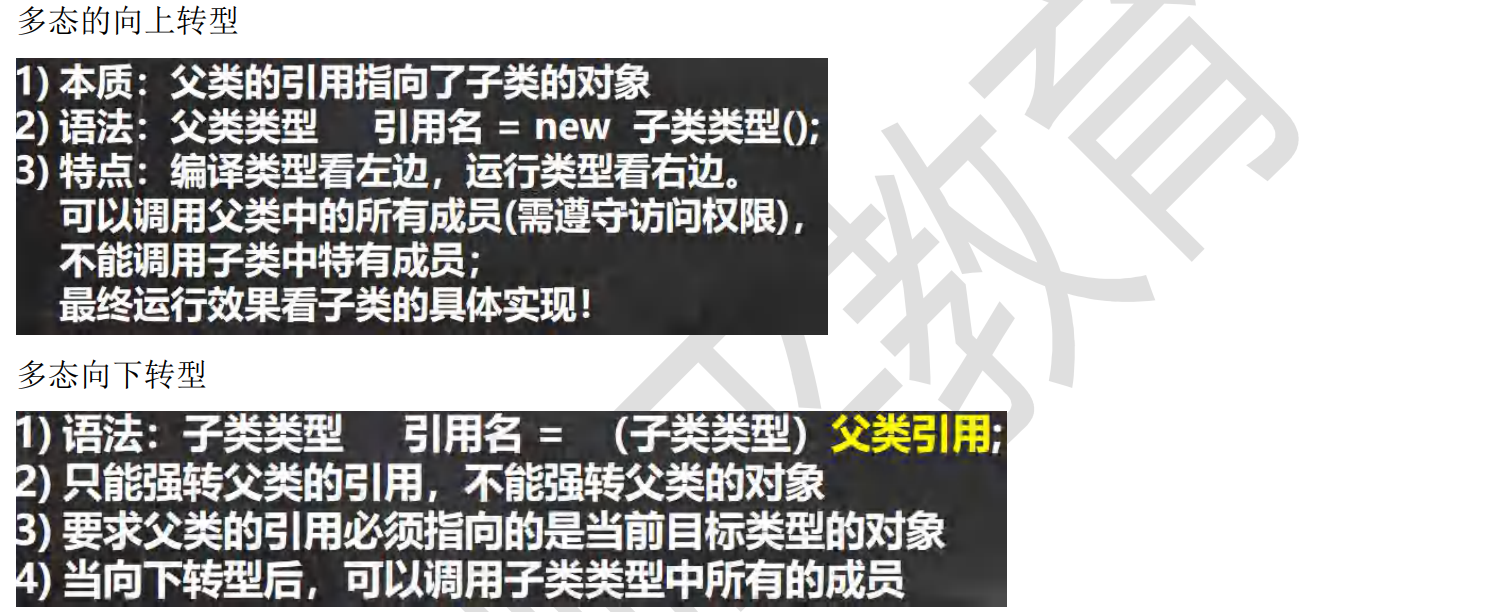 多态的向上转型
1) 本质：父类的引用指向了子类的对象
2) 语法：父类类型 引用名 = new 子类类型();
3) 特点：编译类型看左边，运行类型看右边。
可以调用父类中的所有成员(需遵守访问权限),
不能调用子类中特有成员；
最终运行效果看子类的具体实现！
多态向下转型
1) 语法：子类类型 引用名 = （子类类型）父类引用;
2) 只能强转父类的引用，不能强转父类的对象
3) 要求父类的引用必须指向的是当前目标类型的对象
4) 当向下转型后，可以调用子类类型中所有的成员
教育